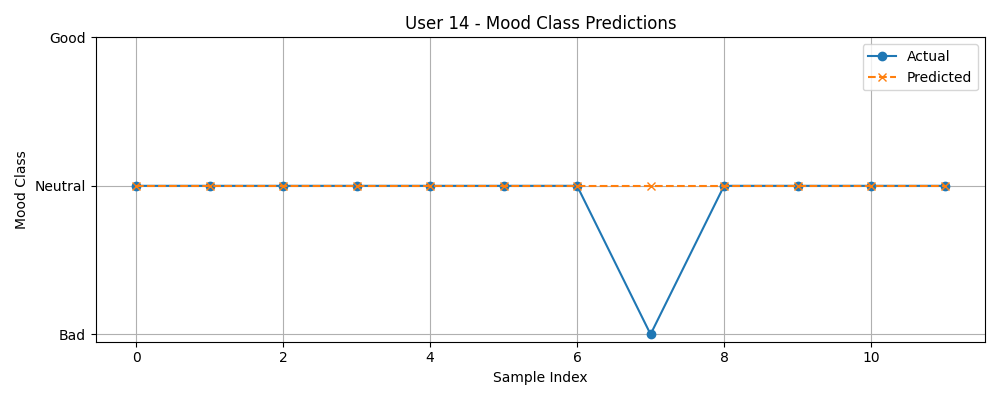 User 14 - Mood Class Predictions
Good
Neutral
Bad
Mood Class
Actual
Predicted
0 2 4 6 8 10
Sample Index